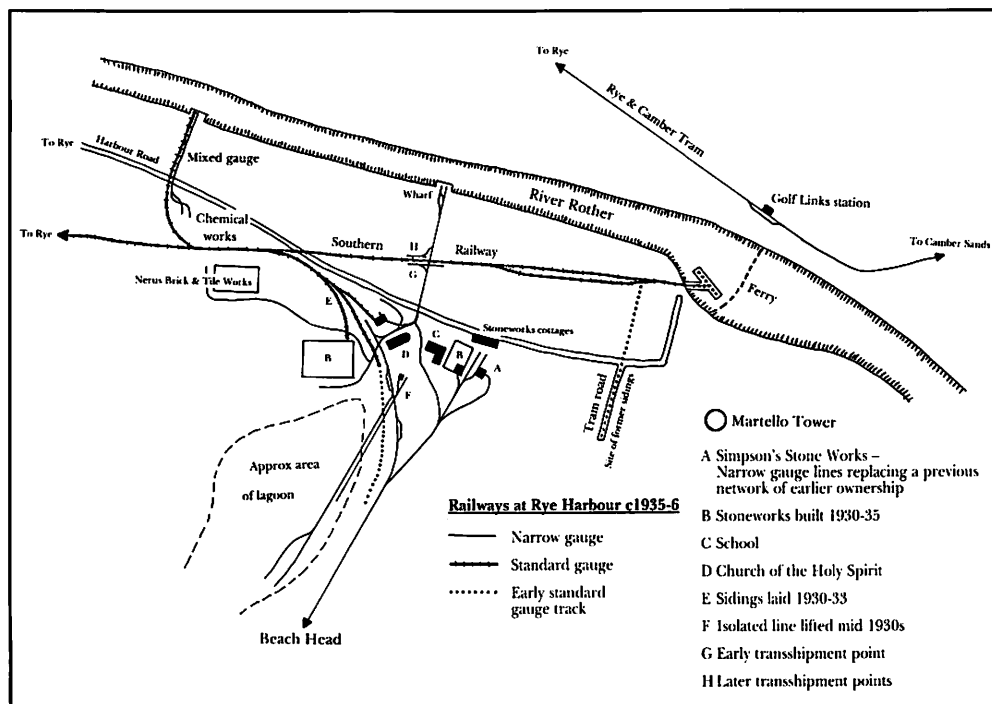 To Rye
Rye & Camber Tram
To Rye
Harbour Road
Mixed gauge
Wharf
River Rother
Golf Links station
Chemical
works
To Rye
Southern
H
Railway
To Camber Sands
G
Nerus Brick & Tile Works
Ferry
E
Stoneworks cottages
C
B
D
B
A
F
Tram road
Site of former sidings
Martello Tower
Approx area
of lagoon
A Simpson's Stone Works –
Narrow gauge lines replacing a previous
network of earlier ownership
B Stoneworks built 1930-35
C School
D Church of the Holy Spirit
E Sidings laid 1930-33
F Isolated line lifted mid 1930s
G Early transshipment point
H Later transshipment points
Railways at Rye Harbour c1935-6
Narrow gauge
Standard gauge
Early standard
gauge track
Beach Head